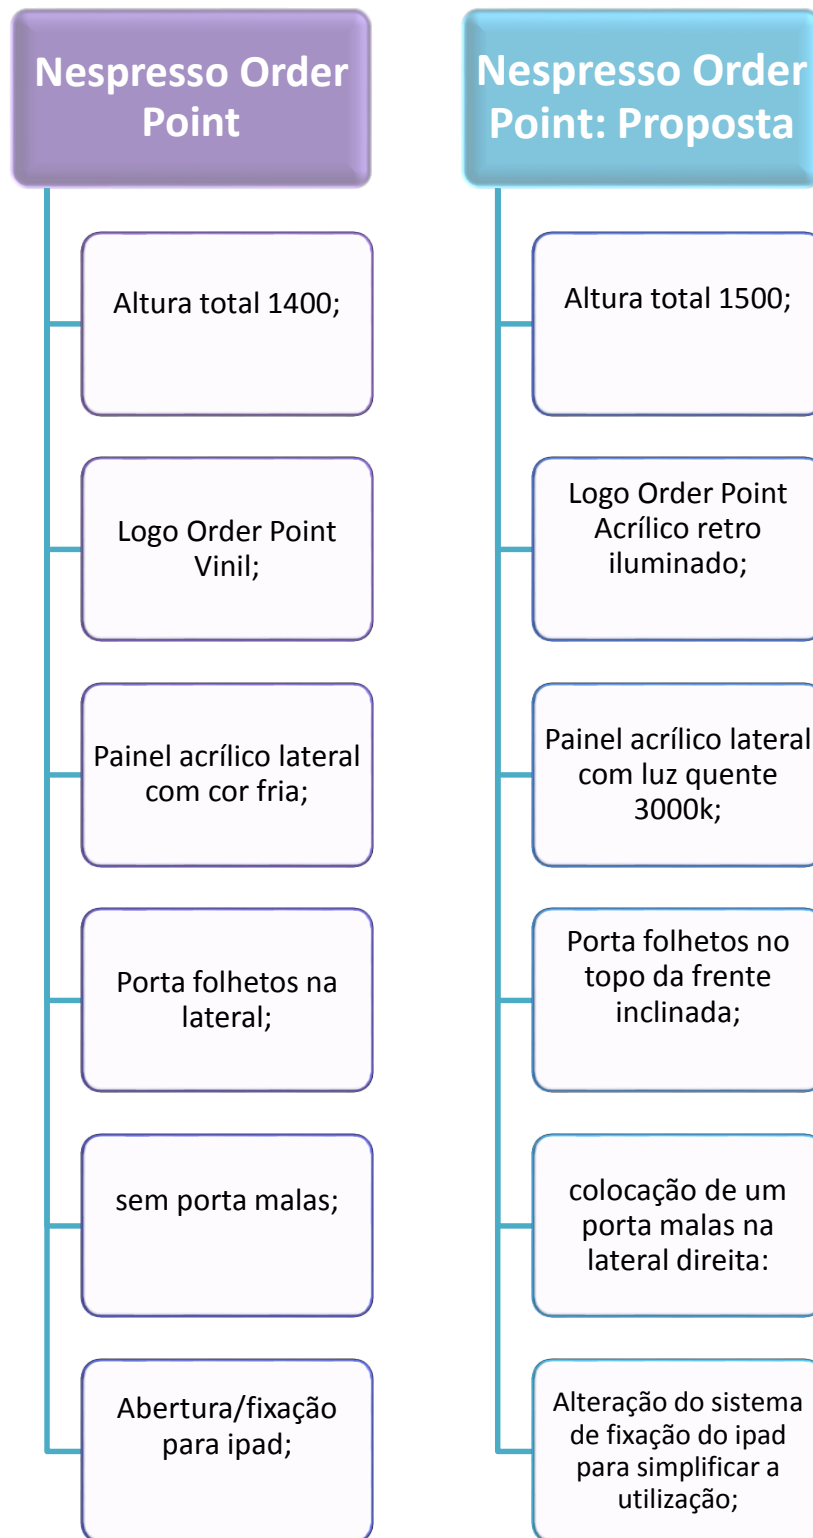 Nespresso Order
Point
Altura total 1400;
Logo Order Point
Vinil;
Painel acrílico lateral
com cor fria;
Porta folhetos na
lateral;
sem porta malas;
Abertura/fixação
para ipad;
Nespresso Order
Point: Proposta
Altura total 1500;
Logo Order Point
Acrílico retro
iluminado;
Painel acrílico lateral
com luz quente
3000k;
Porta folhetos no
topo da frente
inclinada;
colocação de um
porta malas na
lateral direita:
Alteração do sistema
de fixação do ipad
para simplificar a
utilização;